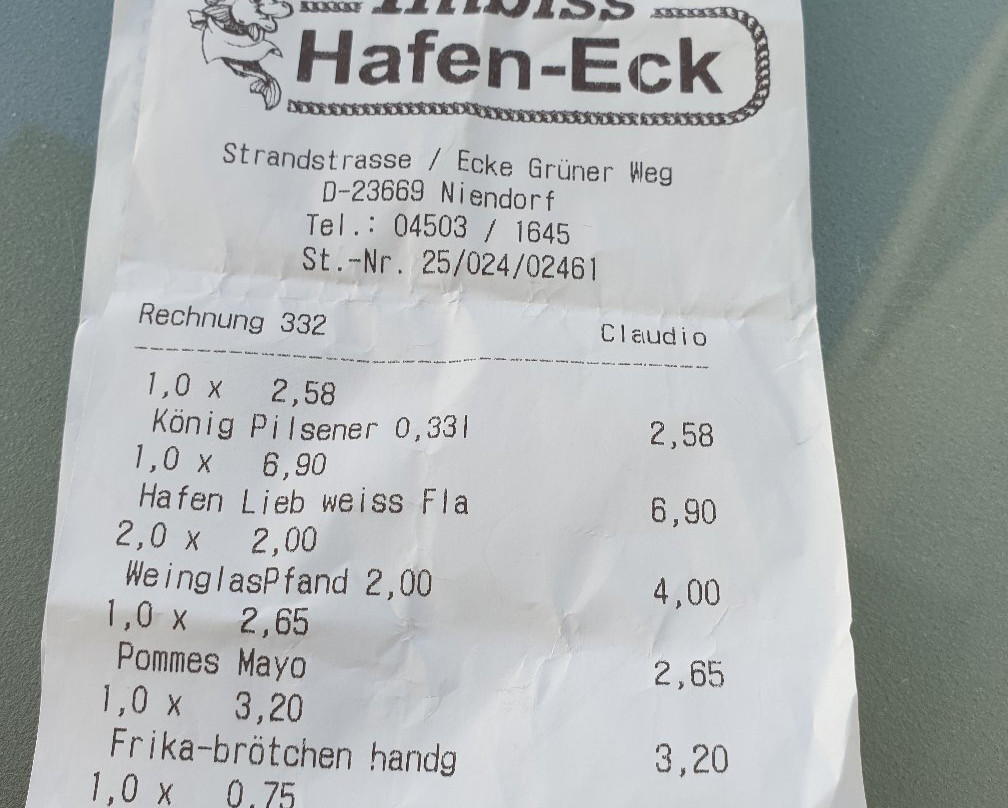 Imbiss
Hafen-Eck
Strandstrasse / Ecke Grüner Weg
D-23669 Niendorf
Tel.: 04503 / 1645
St.-Nr. 25/024/02461
Rechnung 332 Claudio
1,0 x 2,58
König Pilsener 0,33l 2,58
1,0 x 6,90
Hafen Lieb weiss Fla 6,90
2,0 x 2,00
WeinglasPfand 2,00 4,00
1,0 x 2,65
Pommes Mayo 2,65
1,0 x 3,20
Frika-brötchen handg 3,20
1,0 x 0,75